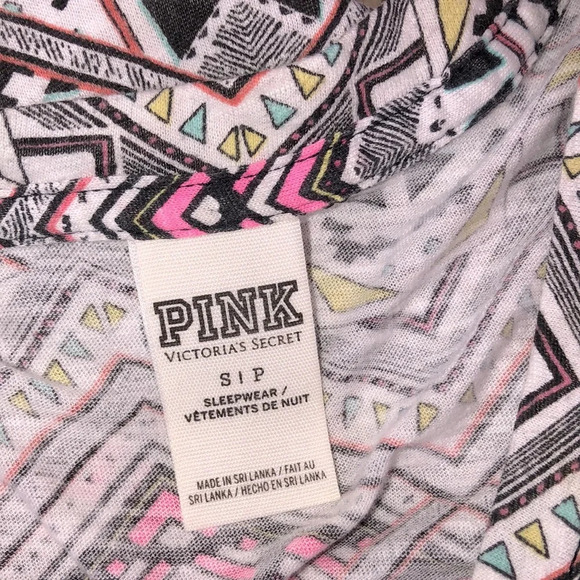 PINK
VICTORIA'S SECRET
S | P
SLEEPWEAR /
VÊTEMENTS DE NUIT
MADE IN SRI LANKA / FAIT AU
SRI LANKA / HECHO EN SRI LANKA